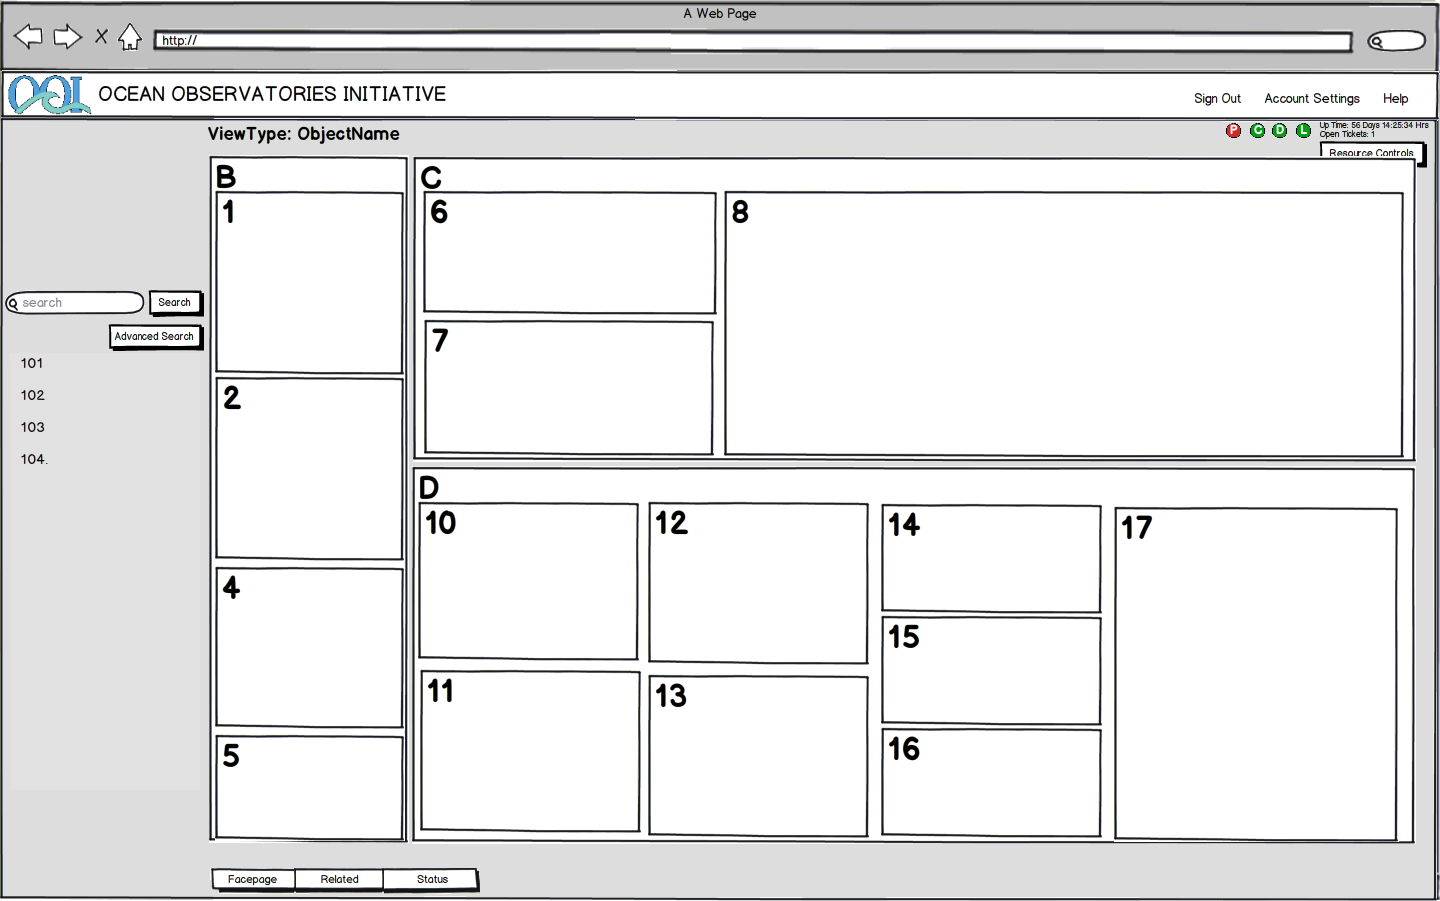 A Web Page
http://
OOI OCEAN OBSERVATORIES INITIATIVE
Sign Out Account Settings Help
ViewType: ObjectName
P C D L
Up Time: 56 Days 14:25:34 Hrs
Open Tickets: 1
Resource Controls
search Search
Advanced Search
101
102
103
104.
B
1
2
4
5
C
6
7
8
D
10
11
12
13
14
15
16
17
Facepage Related Status